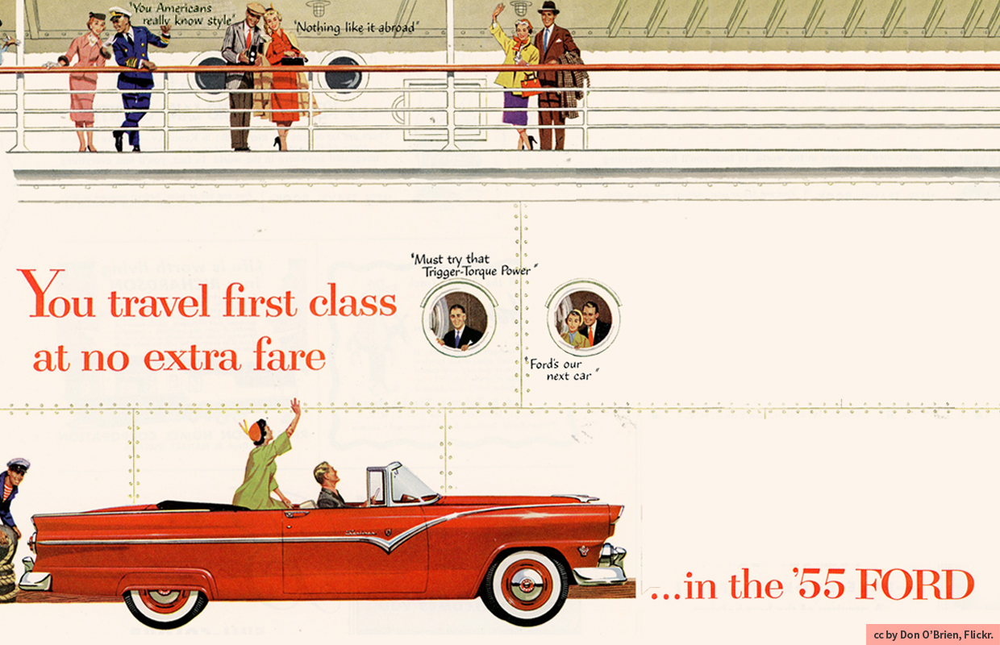 "You Americans
really know style"
"Nothing like it abroad"
"Must try that
Trigger-Torque Power"
You travel first class
at no extra fare
"Ford's our
next car"
...in the '55 FORD
cc by Don O'Brien, Flickr.